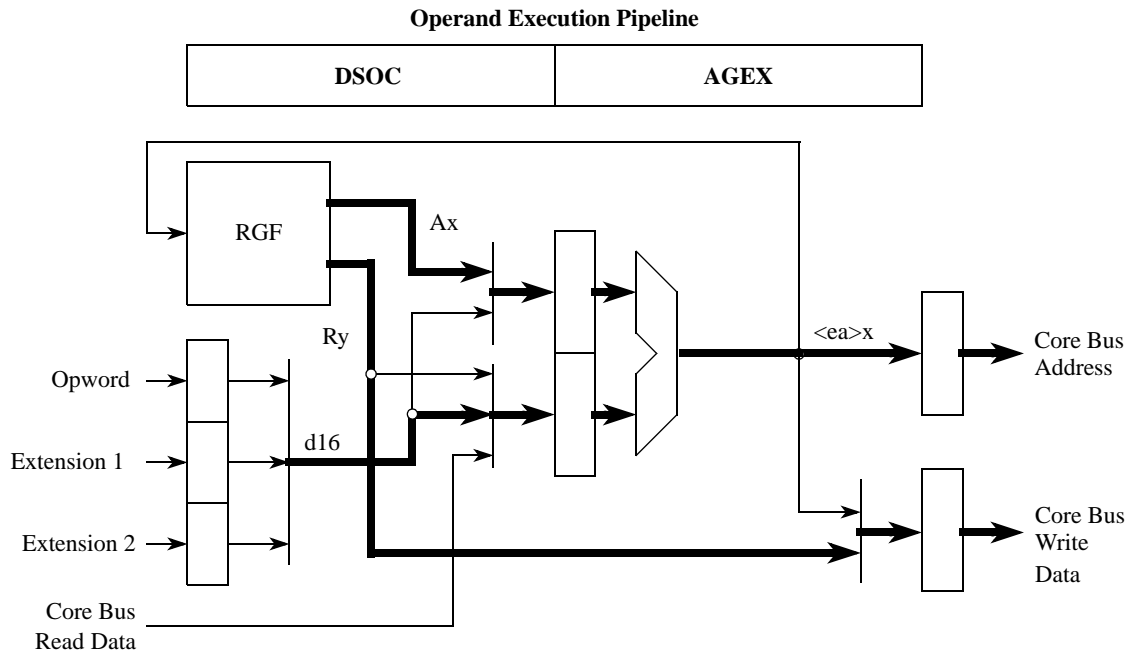 Operand Execution Pipeline
DSOC
AGEX
RGF
Ax
Ry
<ea>x
Core Bus
Address
Opword
d16
Extension 1
Extension 2
Core Bus
Write
Data
Core Bus
Read Data